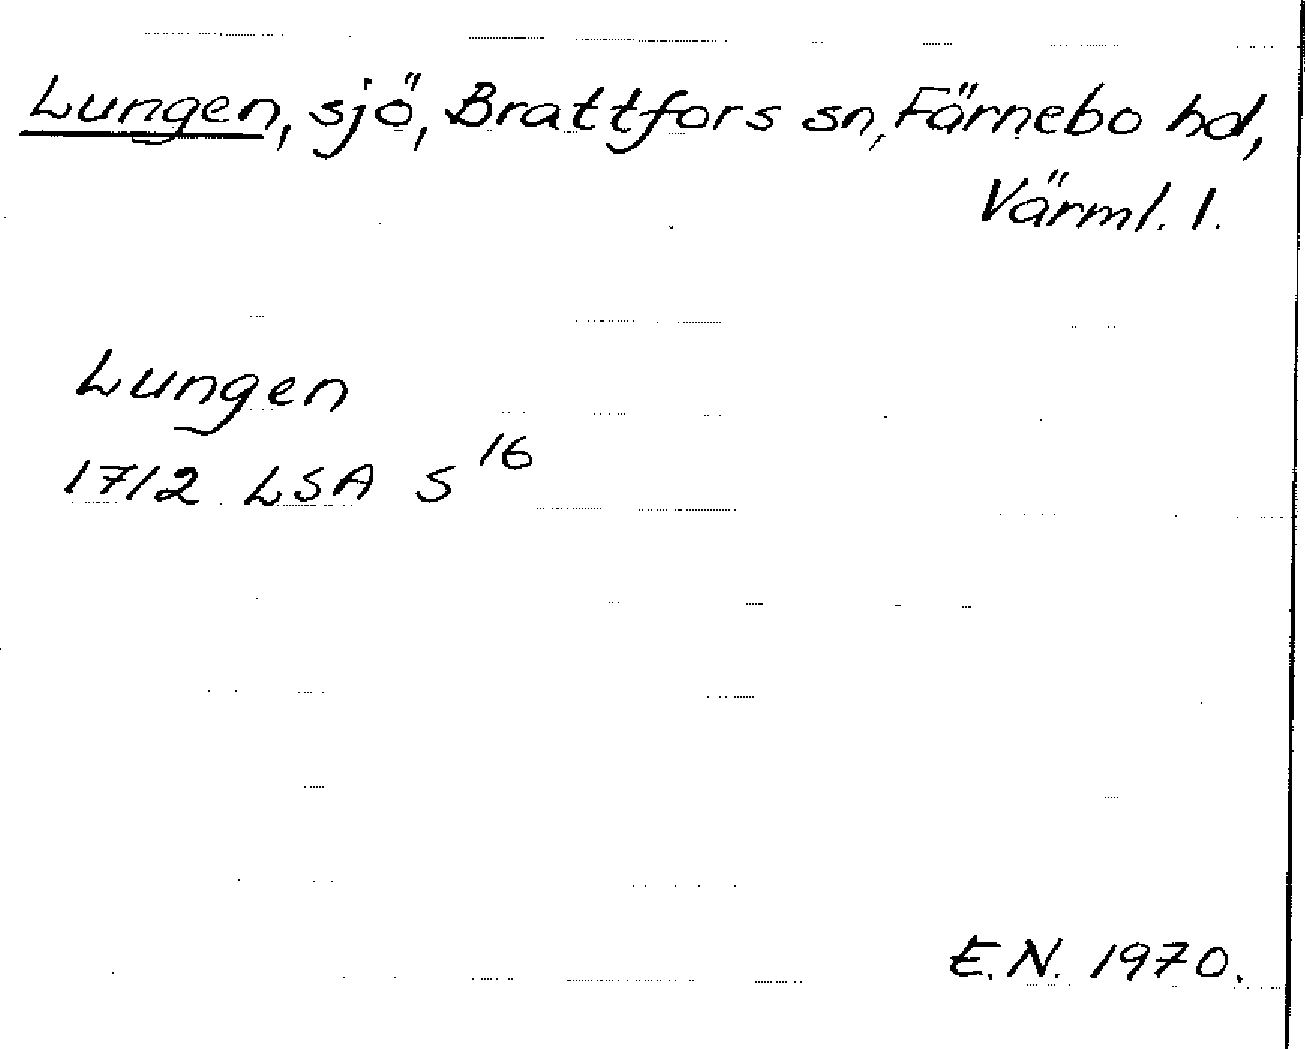 Lungen, sjö, Brattfors sn, Färnebo hd,
Värml. l.
Lungen
1712 LSA S 16
E.N. 1970.